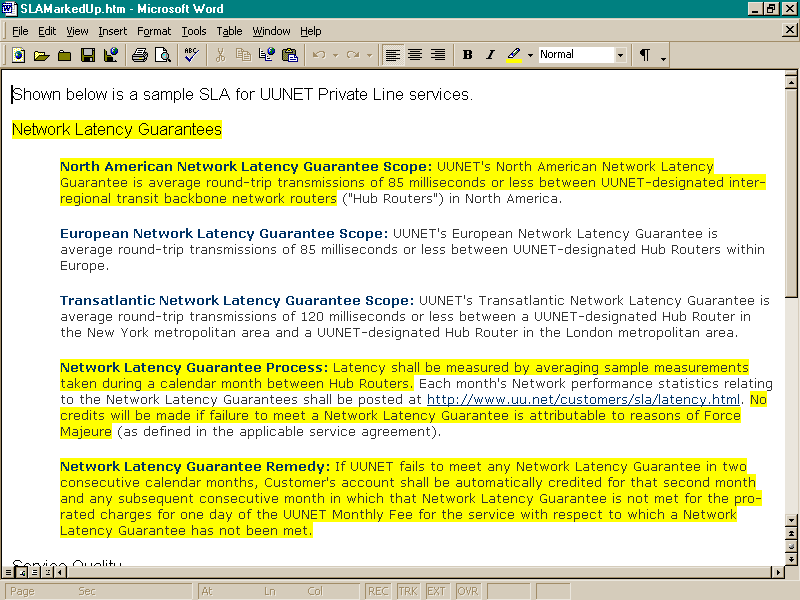 SLAMarkedUp.htm - Microsoft Word
File Edit View Insert Format Tools Table Window Help
ABC
B I Normal ¶
Shown below is a sample SLA for UUNET Private Line services.
Network Latency Guarantees
North American Network Latency Guarantee Scope: UUNET's North American Network Latency
Guarantee is average round-trip transmissions of 85 milliseconds or less between UUNET-designated inter-
regional transit backbone network routers ("Hub Routers") in North America.
European Network Latency Guarantee Scope: UUNET's European Network Latency Guarantee is
average round-trip transmissions of 85 milliseconds or less between UUNET-designated Hub Routers within
Europe.
Transatlantic Network Latency Guarantee Scope: UUNET's Transatlantic Network Latency Guarantee is
average round-trip transmissions of 120 milliseconds or less between a UUNET-designated Hub Router in
the New York metropolitan area and a UUNET-designated Hub Router in the London metropolitan area.
Network Latency Guarantee Process: Latency shall be measured by averaging sample measurements
taken during a calendar month between Hub Routers. Each month's Network performance statistics relating
to the Network Latency Guarantees shall be posted at http://www.uu.net/customers/sla/latency.html. No
credits will be made if failure to meet a Network Latency Guarantee is attributable to reasons of Force
Majeure (as defined in the applicable service agreement).
Network Latency Guarantee Remedy: If UUNET fails to meet any Network Latency Guarantee in two
consecutive calendar months, Customer's account shall be automatically credited for that second month
and any subsequent consecutive month in which that Network Latency Guarantee is not met for the pro-
rated charges for one day of the UUNET Monthly Fee for the service with respect to which a Network
Latency Guarantee has not been met.
Service Quality
Page Sec At Ln Col REC TRK EXT OVR